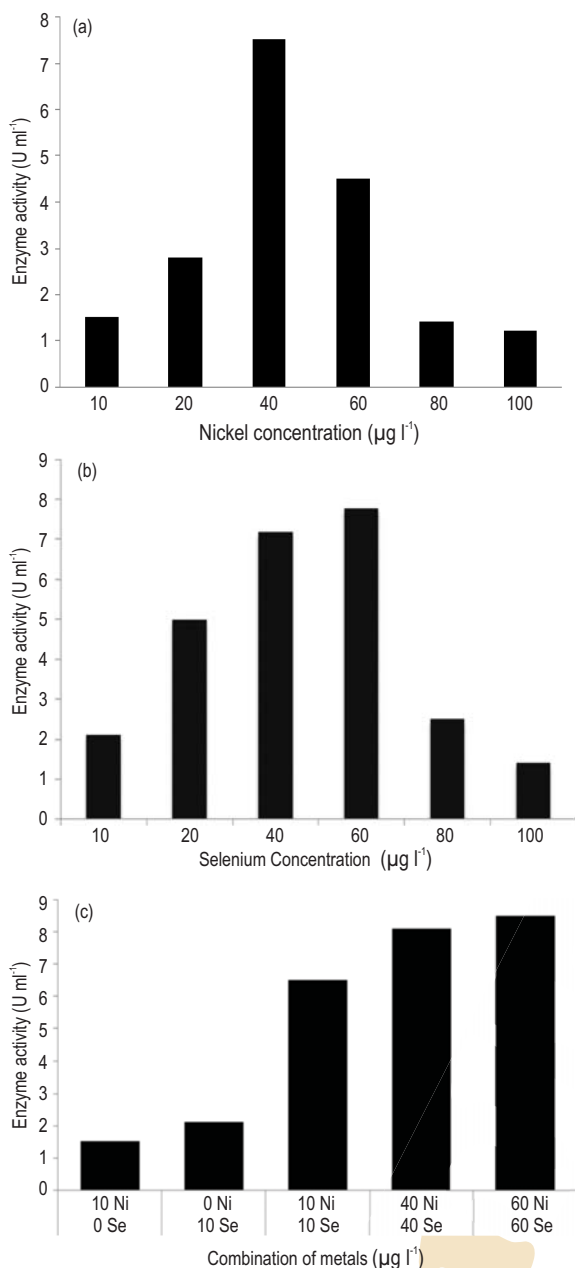 (a)
Enzyme activity (U ml⁻¹)
8
7
6
5
4
3
2
1
0
10 20 40 60 80 100
Nickel concentration (µg l⁻¹)
(b)
Enzyme activity (U ml⁻¹)
9
8
7
6
5
4
3
2
1
0
10 20 40 60 80 100
Selenium Concentration (µg l⁻¹)
(c)
Enzyme activity (U ml⁻¹)
9
8
7
6
5
4
3
2
1
0
10 Ni 0 Ni 10 Ni 40 Ni 60 Ni
0 Se 10 Se 10 Se 40 Se 60 Se
Combination of metals (µg l⁻¹)